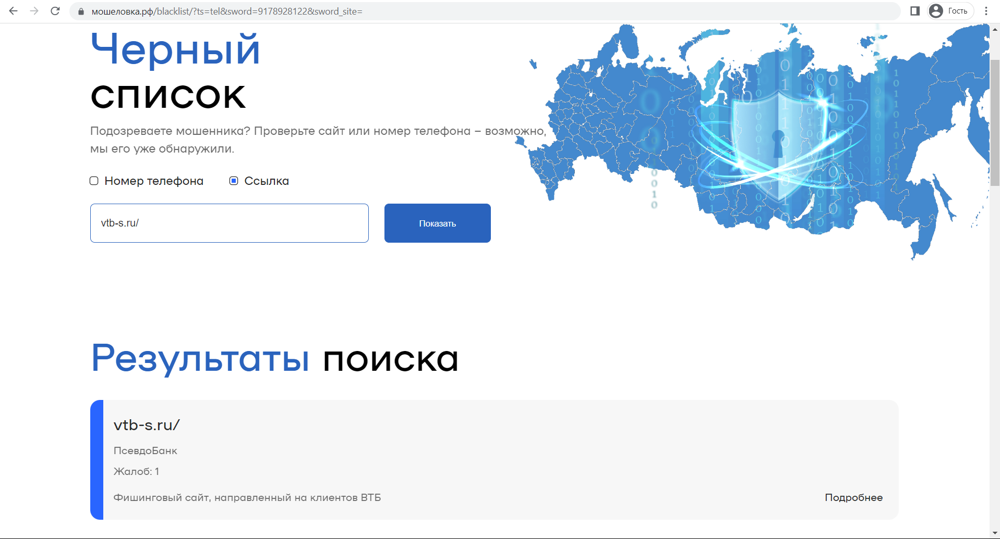 мошеловка.рф/blacklist/?ts=tel&sword=9178928122&sword_site=
Гость
Черный
список
Подозреваете мошенника? Проверьте сайт или номер телефона – возможно,
мы его уже обнаружили.
Номер телефона
Ссылка
vtb-s.ru/
Показать
Результаты поиска
vtb-s.ru/
ПсевдоБанк
Жалоб: 1
Фишинговый сайт, направленный на клиентов ВТБ
Подробнее